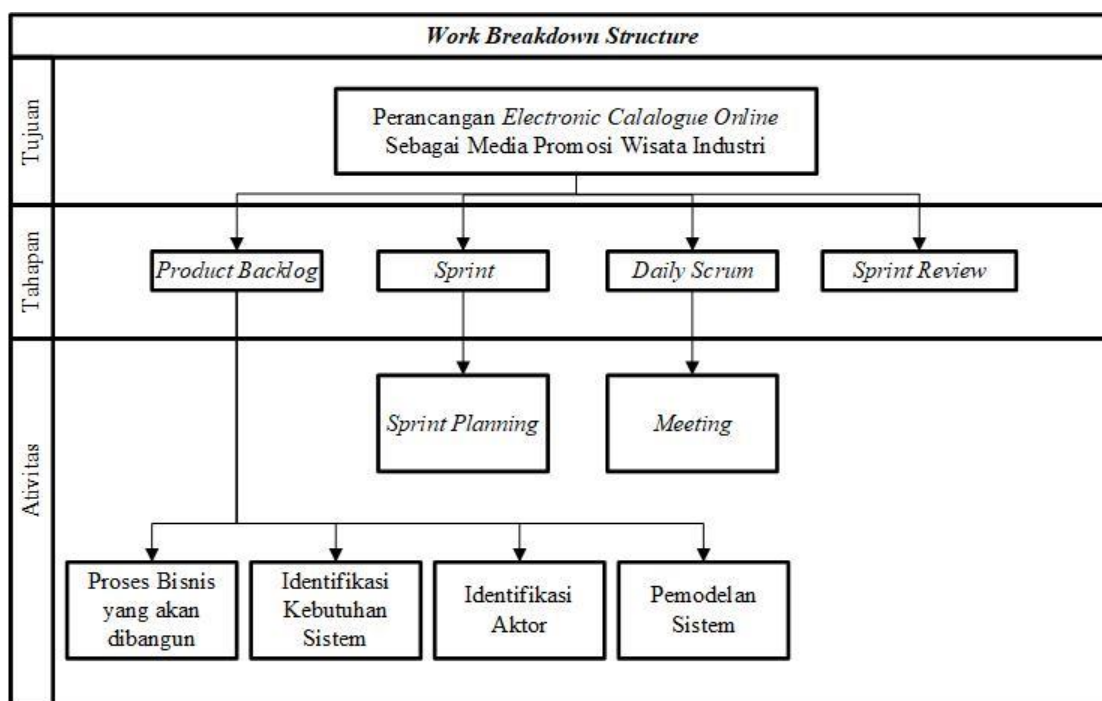 Work Breakdown Structure
Tujuan
Perancangan Electronic Calalogue Online
Sebagai Media Promosi Wisata Industri
Tahapan
Product Backlog
Sprint
Daily Scrum
Sprint Review
Ativitas
Sprint Planning
Meeting
Proses Bisnis
yang akan
dibangun
Identifikasi
Kebutuhan
Sistem
Identifikasi
Aktor
Pemodelan
Sistem